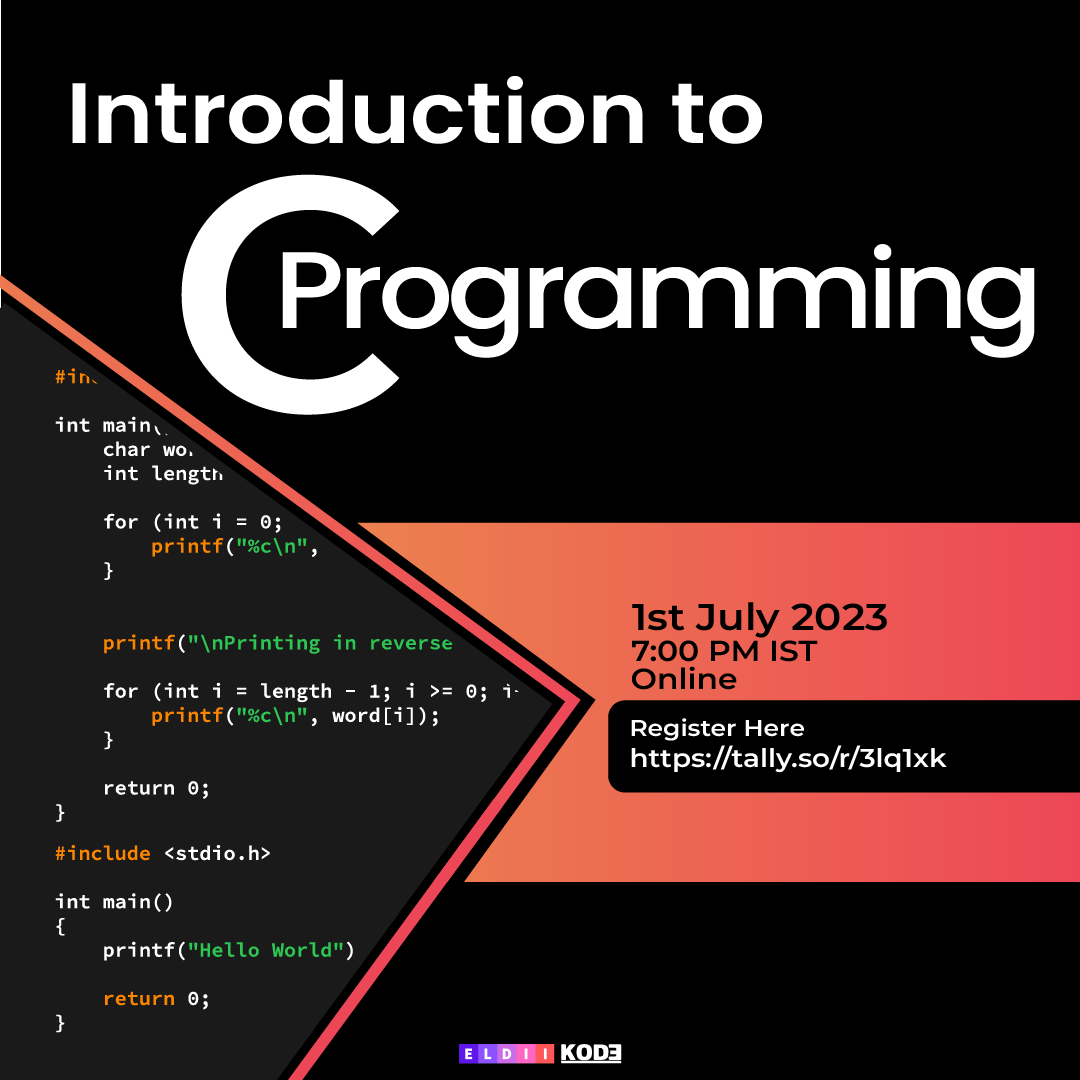 Introduction to
C Programming
#inc
int main(
    char wor
    int length
    for (int i = 0;
        printf("%c\n",
    }
    printf("\nPrinting in reverse
    for (int i = length - 1; i >= 0; i-
        printf("%c\n", word[i]);
    }
    return 0;
}
#include <stdio.h>
int main()
{
    printf("Hello World")
    return 0;
}
1st July 2023
7:00 PM IST
Online
Register Here
https://tally.so/r/3lq1xk
ELDII KODE